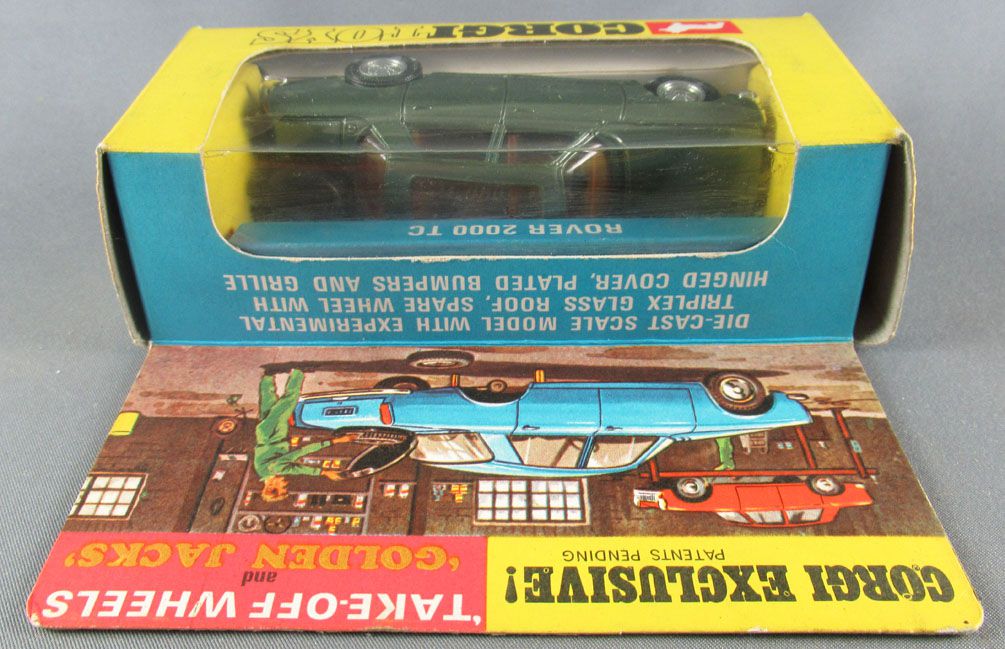 CORGI TOYS
ROVER 2000 TC
DIE-CAST SCALE MODEL WITH EXPERIMENTAL
TRIPLEX GLASS ROOF, SPARE WHEEL WITH
HINGED COVER, PLATED BUMPERS AND GRILLE
CORGI EXCLUSIVE!
PATENTS PENDING
'TAKE-OFF WHEELS
and
'GOLDEN JACKS'